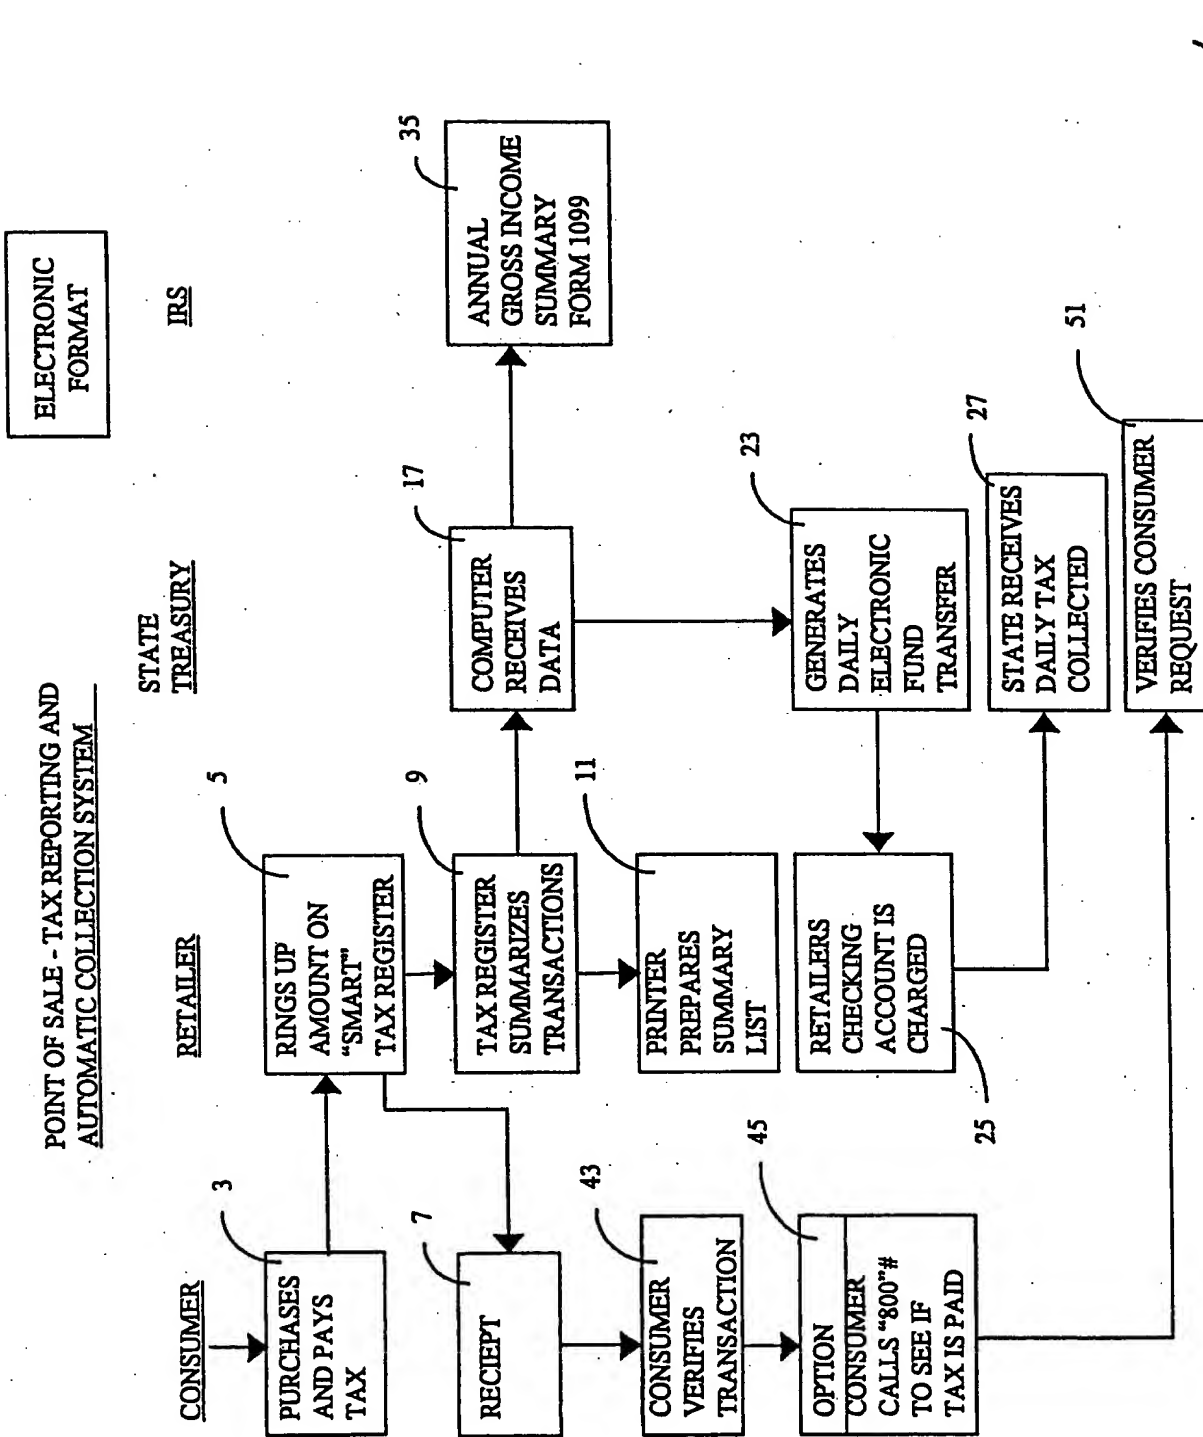 ELECTRONIC
FORMAT
POINT OF SALE - TAX REPORTING AND
AUTOMATIC COLLECTION SYSTEM
CONSUMER
RETAILER
STATE
TREASURY
IRS
3
PURCHASES
AND PAYS
TAX
5
RINGS UP
AMOUNT ON
"SMART"
TAX REGISTER
7
RECIEPT
9
TAX REGISTER
SUMMARIZES
TRANSACTIONS
17
COMPUTER
RECEIVES
DATA
35
ANNUAL
GROSS INCOME
SUMMARY
FORM 1099
43
CONSUMER
VERIFIES
TRANSACTION
11
PRINTER
PREPARES
SUMMARY
LIST
45
OPTION
CONSUMER
CALLS "800"#
TO SEE IF
TAX IS PAID
25
RETAILERS
CHECKING
ACCOUNT IS
CHARGED
23
GENERATES
DAILY
ELECTRONIC
FUND
TRANSFER
27
STATE RECEIVES
DAILY TAX
COLLECTED
51
VERIFIES CONSUMER
REQUEST